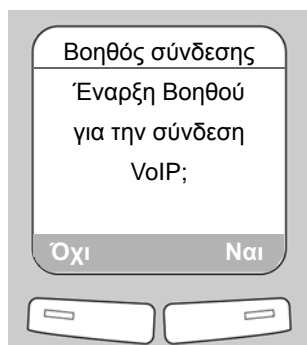 Βοηθός σύνδεσης
Έναρξη Βοηθού
για την σύνδεση
VoIP;
Όχι Ναι